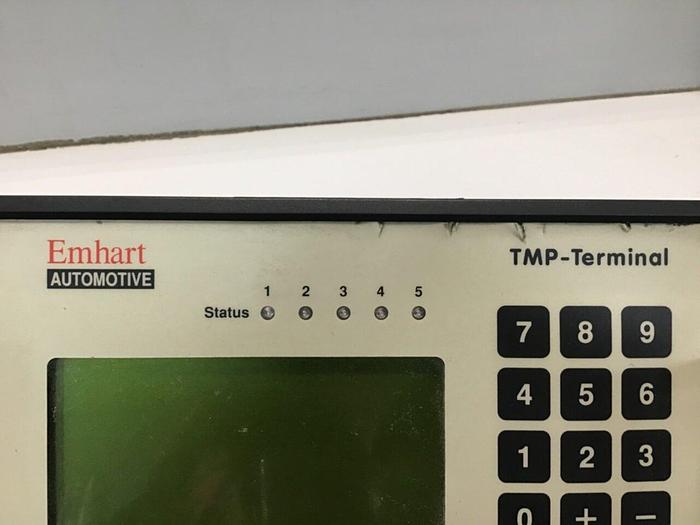 Emhart
AUTOMOTIVE
TMP-Terminal
1 2 3 4 5
Status
7 8 9
4 5 6
1 2 3
0 + −